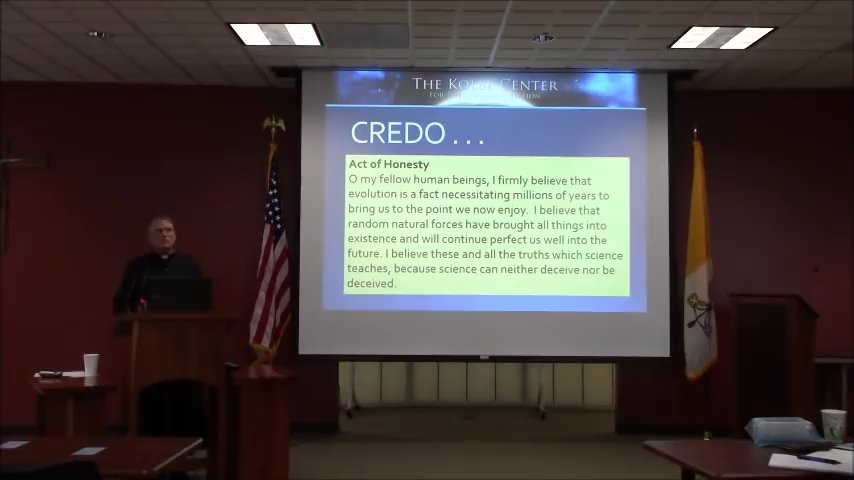 THE KOLBE CENTER
CREDO . . .
Act of Honesty
O my fellow human beings, I firmly believe that
evolution is a fact necessitating millions of years to
bring us to the point we now enjoy. I believe that
random natural forces have brought all things into
existence and will continue perfect us well into the
future. I believe these and all the truths which science
teaches, because science can neither deceive nor be
deceived.